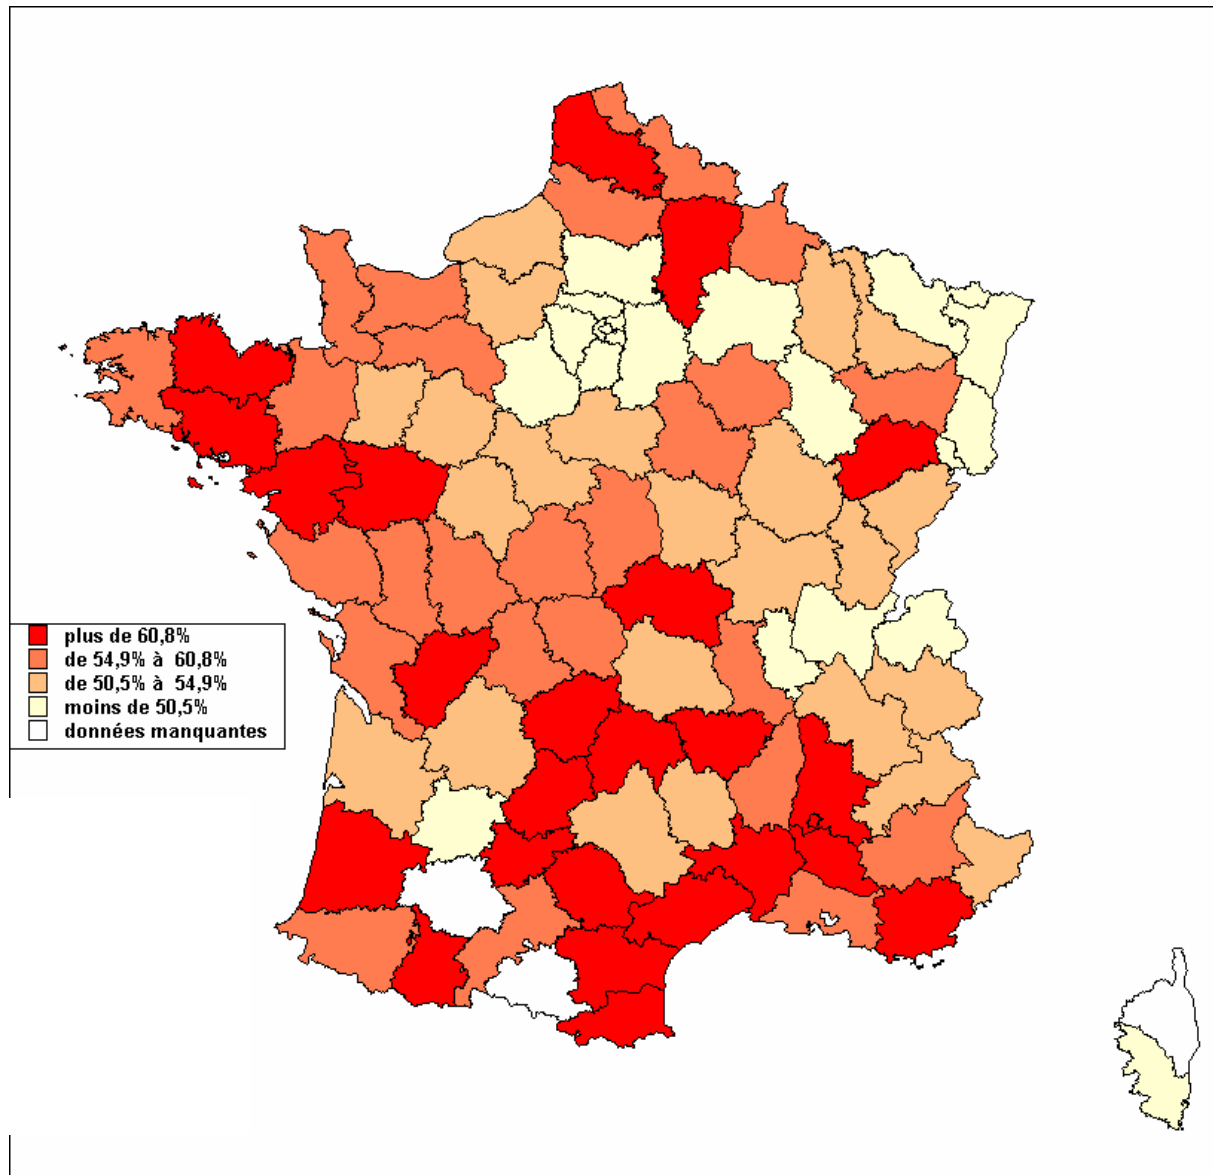 plus de 60,8%
de 54,9% à 60,8%
de 50,5% à 54,9%
moins de 50,5%
données manquantes